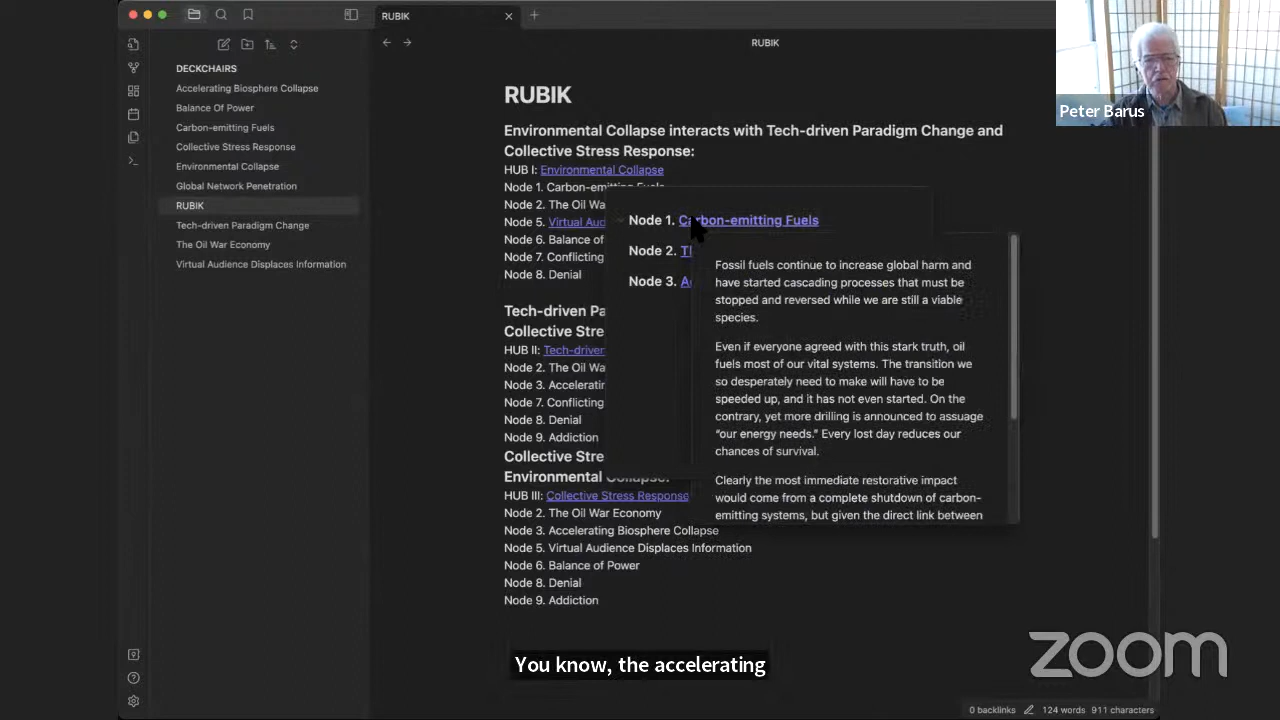 RUBIK
RUBIK
Peter Barus
DECKCHAIRS
Accelerating Biosphere Collapse
Balance Of Power
Carbon-emitting Fuels
Collective Stress Response
Environmental Collapse
Global Network Penetration
RUBIK
Tech-driven Paradigm Change
The Oil War Economy
Virtual Audience Displaces Information
RUBIK
Environmental Collapse interacts with Tech-driven Paradigm Change and
Collective Stress Response:
HUB I: Environmental Collapse
Node 1. Carbon-emitting Fuels
Node 2. The Oil War
Node 5. Virtual Aud
Node 6. Balance of
Node 7. Conflicting
Node 8. Denial
Tech-driven Pa
Collective Stre
HUB II: Tech-driven
Node 2. The Oil War
Node 3. Acceleratin
Node 7. Conflicting
Node 8. Denial
Node 9. Addiction
Collective Stre
Environmental Collapse:
HUB III: Collective Stress Response
Node 2. The Oil War Economy
Node 3. Accelerating Biosphere Collapse
Node 5. Virtual Audience Displaces Information
Node 6. Balance of Power
Node 8. Denial
Node 9. Addiction
Node 1. Carbon-emitting Fuels
Node 2. Th
Node 3. Ac
Fossil fuels continue to increase global harm and
have started cascading processes that must be
stopped and reversed while we are still a viable
species.
Even if everyone agreed with this stark truth, oil
fuels most of our vital systems. The transition we
so desperately need to make will have to be
speeded up, and it has not even started. On the
contrary, yet more drilling is announced to assuage
“our energy needs.” Every lost day reduces our
chances of survival.
Clearly the most immediate restorative impact
would come from a complete shutdown of carbon-
emitting systems, but given the direct link between
You know, the accelerating
zoom
0 backlinks 124 words 911 characters